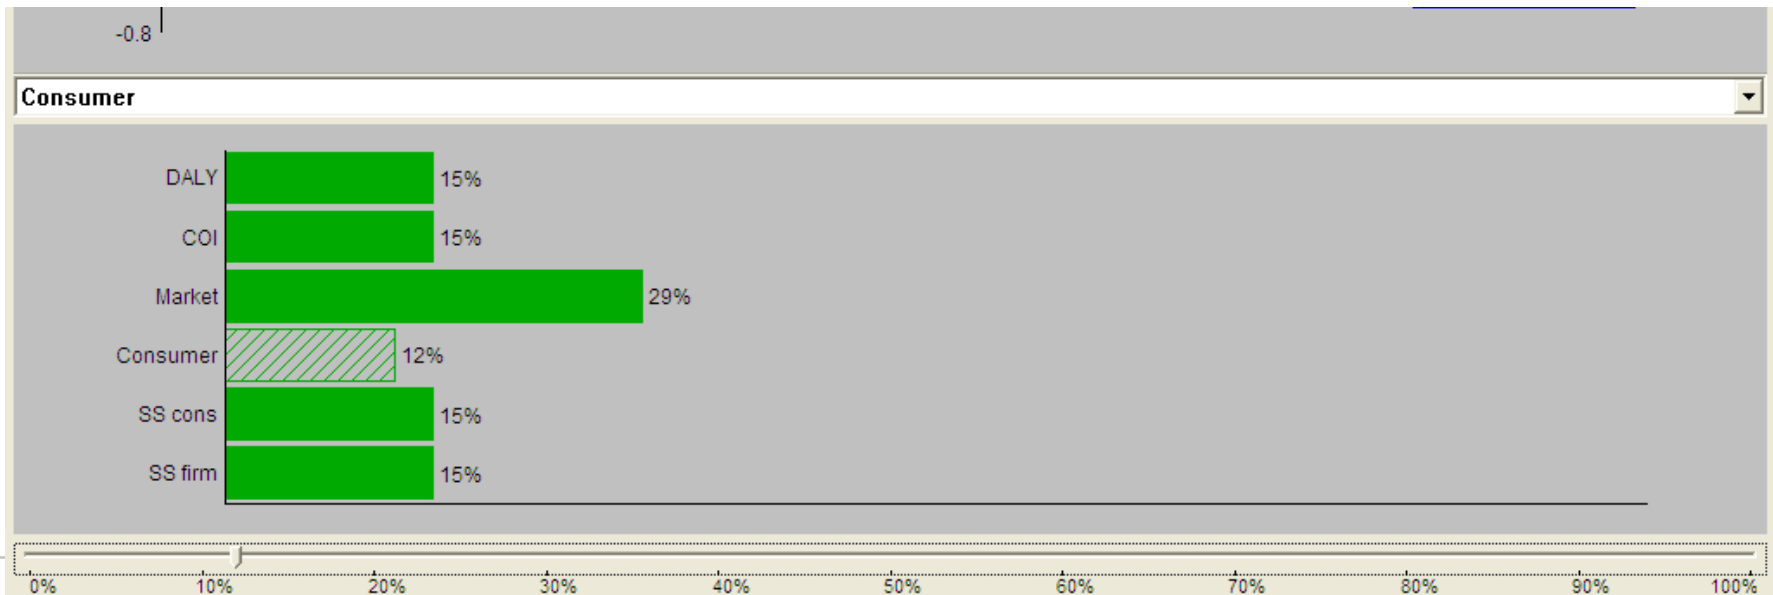 -0.8
Consumer
DALY 15%
COI 15%
Market 29%
Consumer 12%
SS cons 15%
SS firm 15%
0% 10% 20% 30% 40% 50% 60% 70% 80% 90% 100%